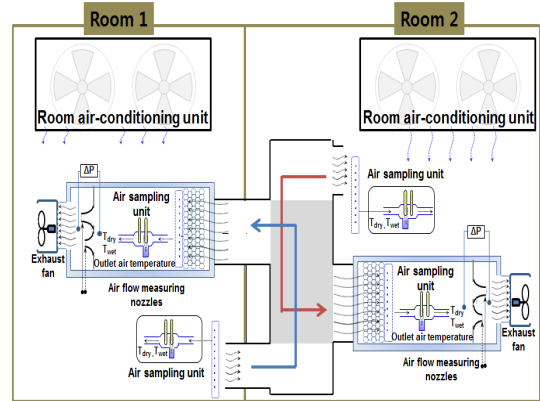 Room 1
Room 2
Room air-conditioning unit
Room air-conditioning unit
ΔP
Air sampling
unit
Tdry
Twet
Outlet air temperature
Exhaust
fan
Air flow measuring
nozzles
Air sampling unit
Tdry , Twet
Tdry , Twet
Air sampling unit
ΔP
Air sampling
unit
Tdry
Twet
Outlet air temperature
Exhaust
fan
Air flow measuring
nozzles